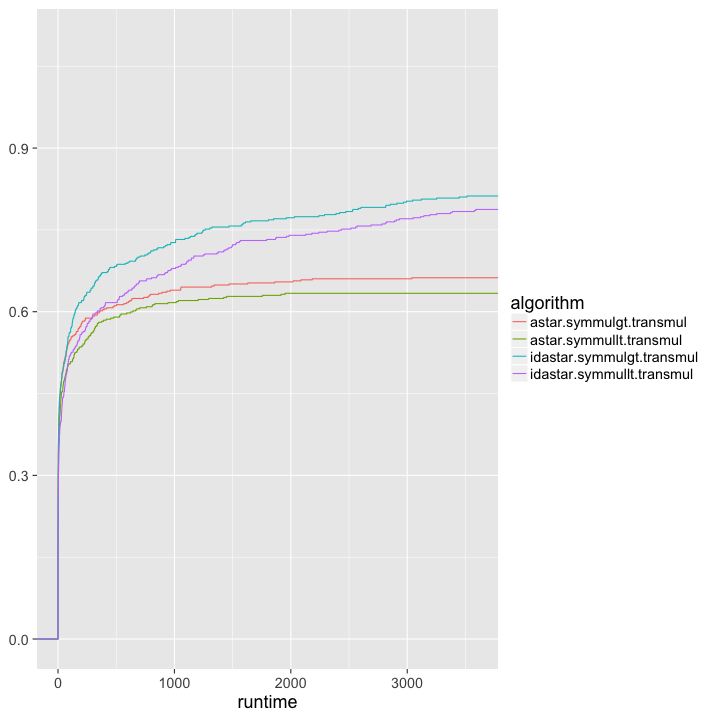 0.9
0.6
0.3
0.0
0 1000 2000 3000
runtime
algorithm
astar.symmulgt.transmul
astar.symmullt.transmul
idastar.symmulgt.transmul
idastar.symmullt.transmul